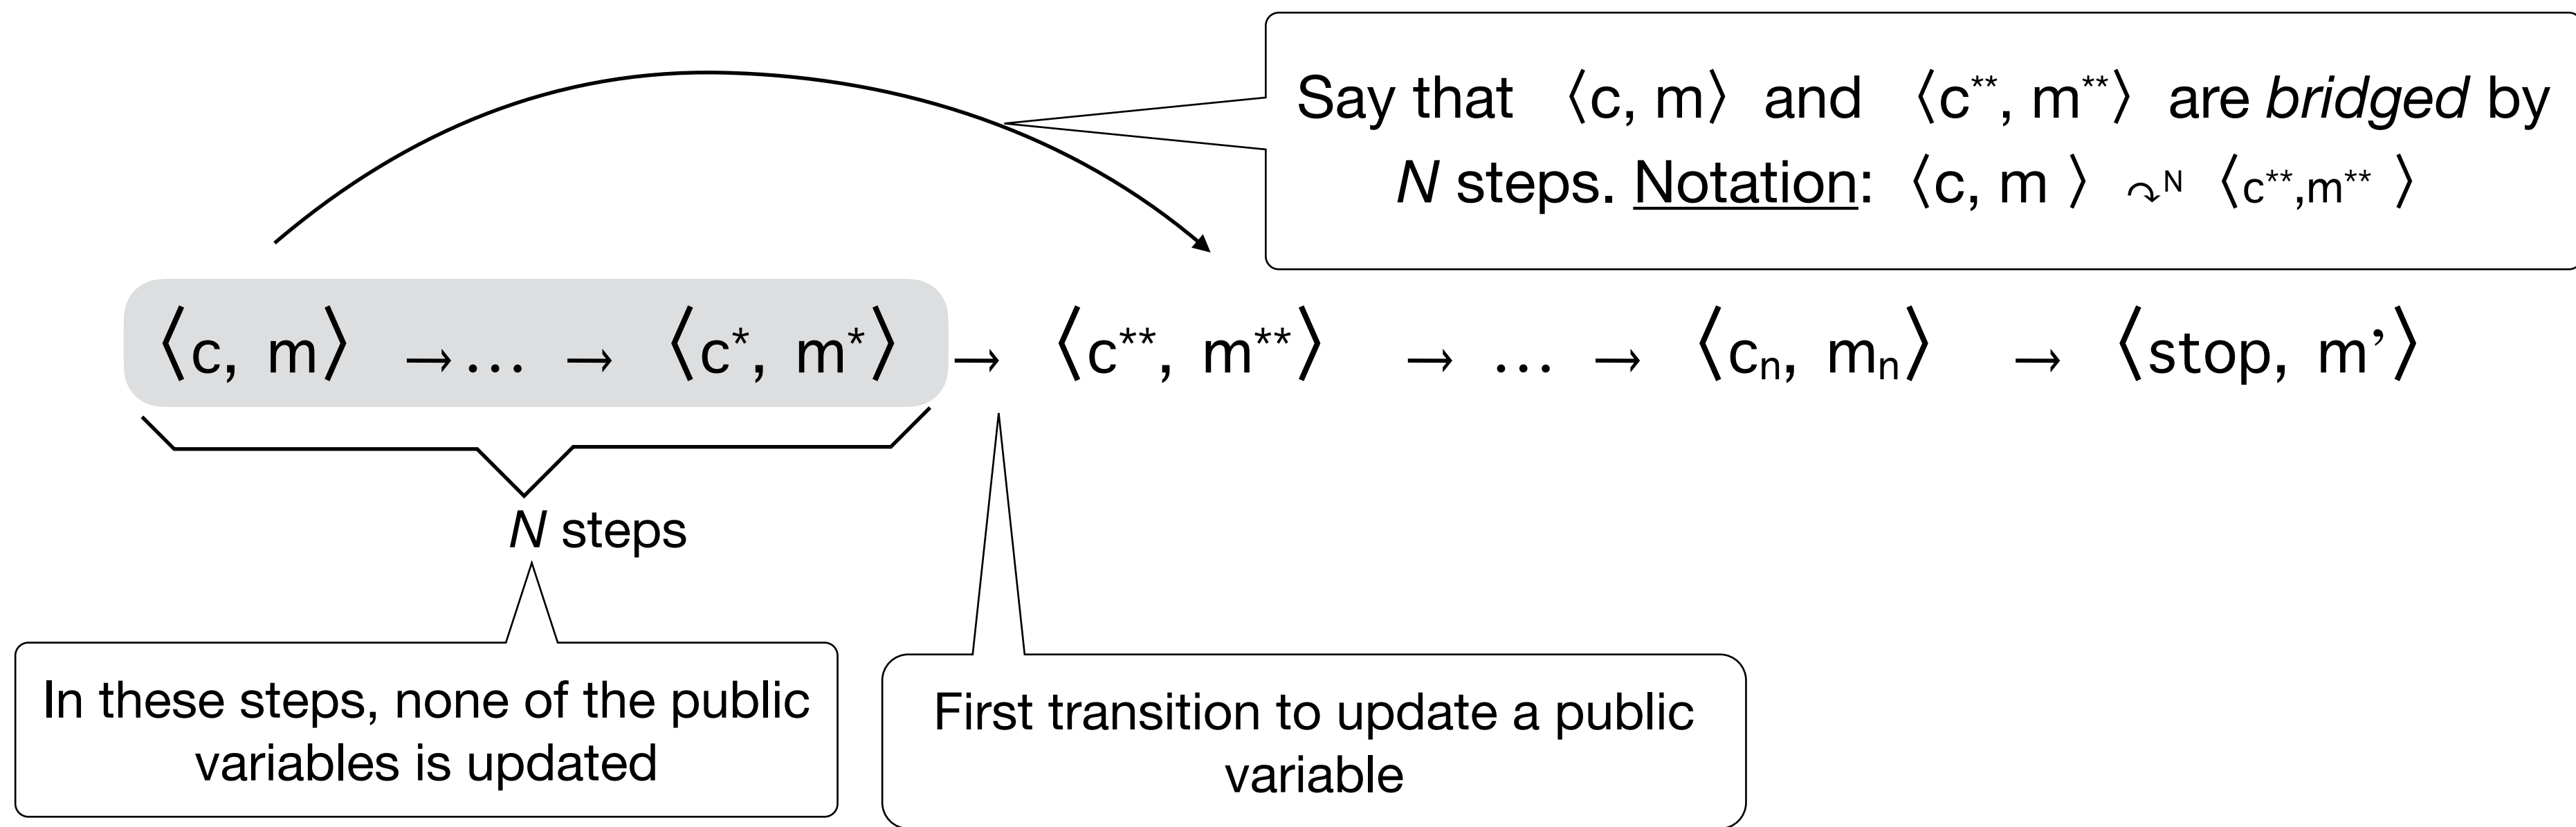 Say that ⟨c, m⟩ and ⟨c**, m**⟩ are bridged by
N steps. Notation: ⟨c, m ⟩ ↷ᴺ ⟨c**,m** ⟩
⟨c, m⟩ →… → ⟨c*, m*⟩ → ⟨c**, m**⟩ → … → ⟨cₙ, mₙ⟩ → ⟨stop, m’⟩
N steps
In these steps, none of the public
variables is updated
First transition to update a public
variable